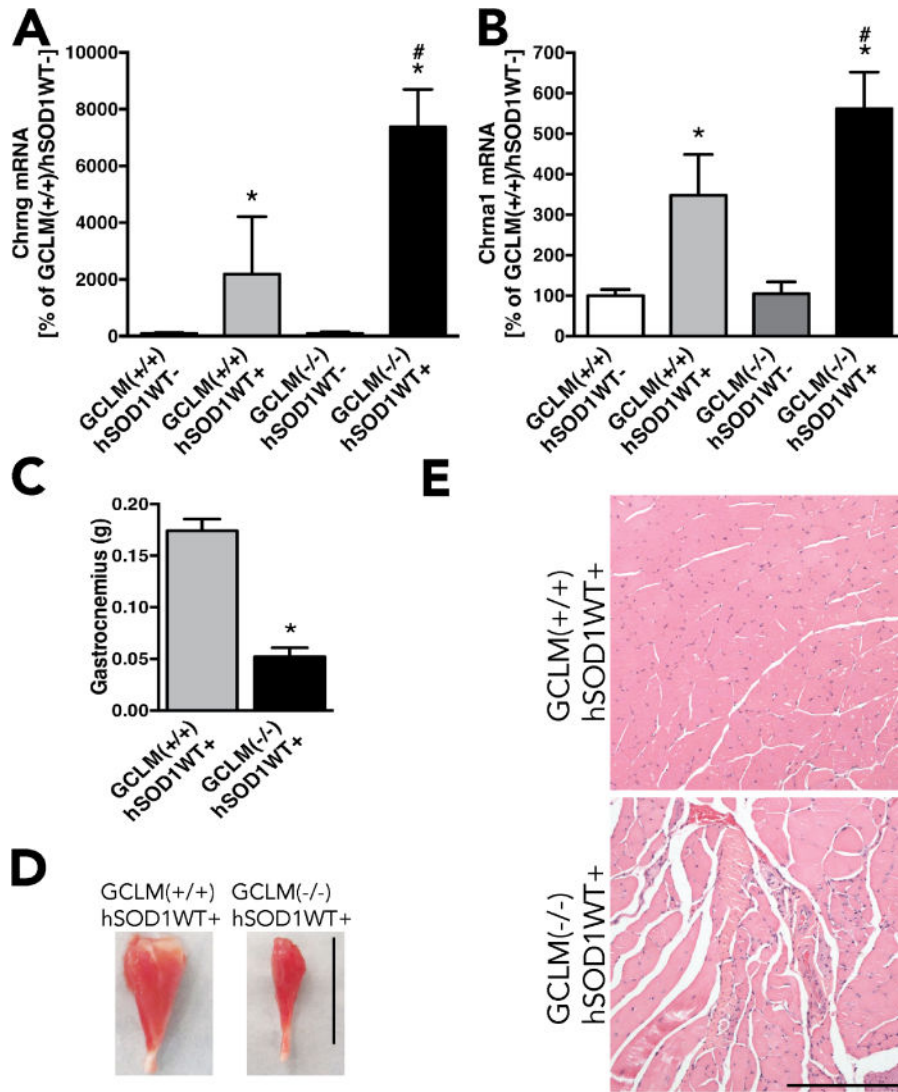 A
Chrng mRNA
[% of GCLM(+/+)/hSOD1WT-]
10000
8000
6000
4000
2000
0
*
#
*
GCLM(+/+)
hSOD1WT-
GCLM(+/+)
hSOD1WT+
GCLM(-/-)
hSOD1WT-
GCLM(-/-)
hSOD1WT+
B
Chrna1 mRNA
[% of GCLM(+/+)/hSOD1WT-]
700
600
500
400
300
200
100
0
*
#
*
GCLM(+/+)
hSOD1WT-
GCLM(+/+)
hSOD1WT+
GCLM(-/-)
hSOD1WT-
GCLM(-/-)
hSOD1WT+
C
Gastrocnemius (g)
0.20
0.15
0.10
0.05
0.00
*
GCLM(+/+)
hSOD1WT+
GCLM(-/-)
hSOD1WT+
D
GCLM(+/+)
hSOD1WT+
GCLM(-/-)
hSOD1WT+
E
GCLM(+/+)
hSOD1WT+
GCLM(-/-)
hSOD1WT+